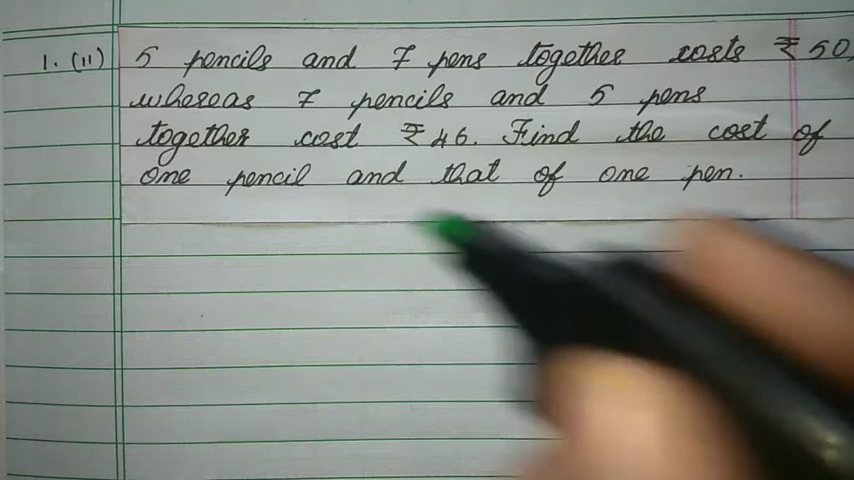 1. (11) 5 pencils and 7 pens together costs ₹ 50,
whereas 7 pencils and 5 pens
together cost ₹ 46. Find the cost of
one pencil and that of one pen.